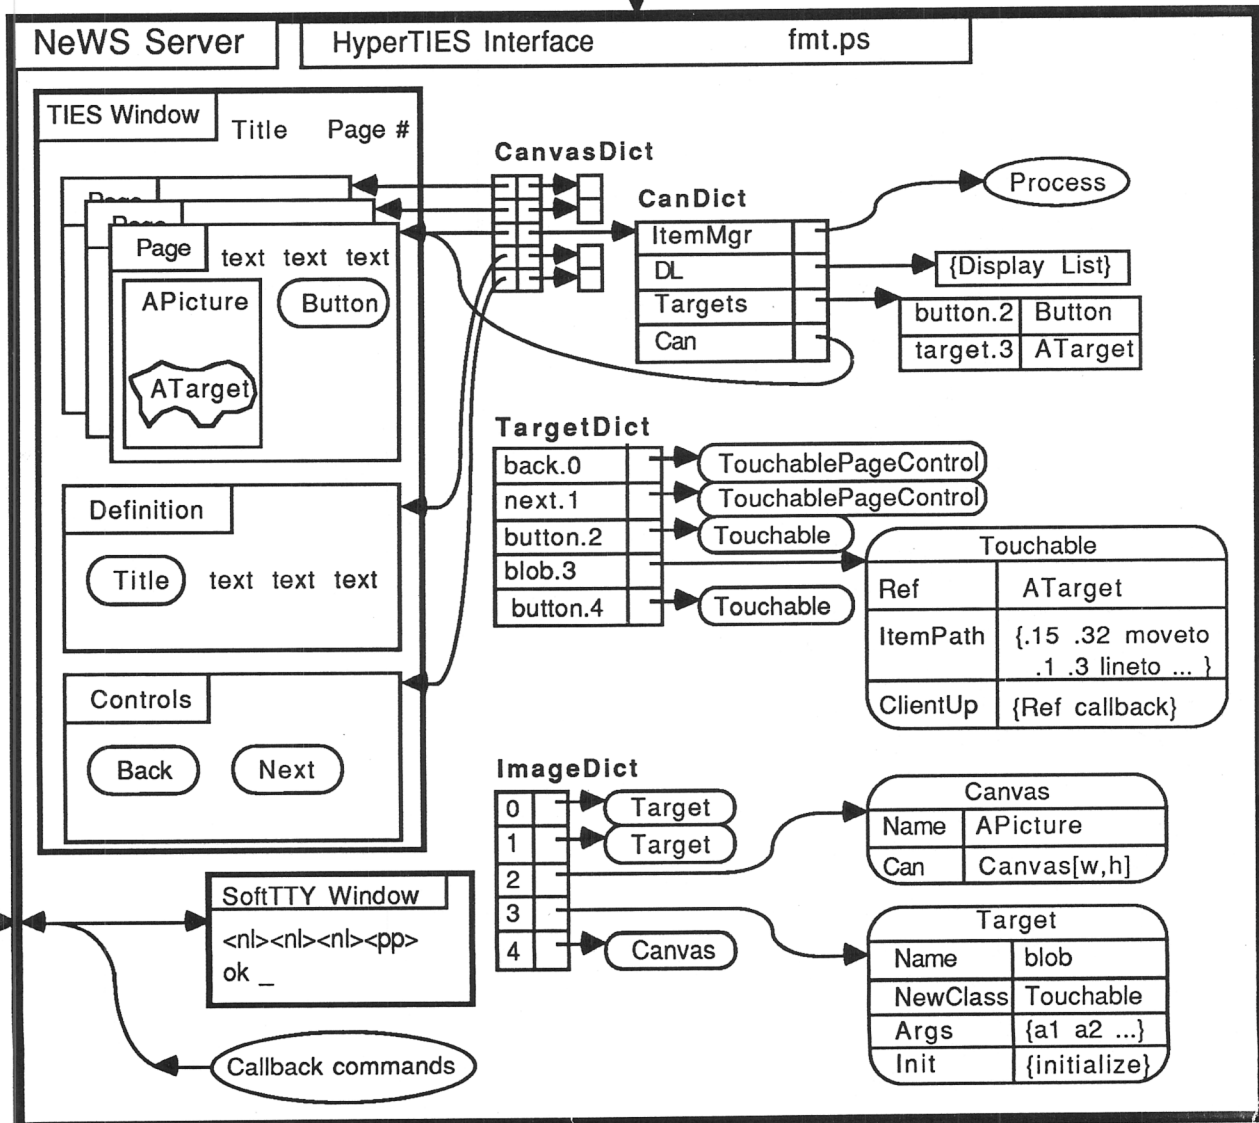 NeWS Server
HyperTIES Interface fmt.ps
TIES Window
Title Page #
Page
Page
Page
text text text
APicture
Button
ATarget
Definition
Title text text text
Controls
Back Next
SoftTTY Window
<nl><nl><nl><pp>
ok _
Callback commands
CanvasDict
CanDict
ItemMgr
DL
Targets
Can
Process
{Display List}
button.2 Button
target.3 ATarget
TargetDict
back.0 TouchablePageControl
next.1 TouchablePageControl
button.2 Touchable
blob.3
button.4 Touchable
Touchable
Ref ATarget
ItemPath {.15 .32 moveto
.1 .3 lineto ... }
ClientUp {Ref callback}
ImageDict
0 Target
1 Target
2
3
4 Canvas
Canvas
Name APicture
Can Canvas[w,h]
Target
Name blob
NewClass Touchable
Args {a1 a2 ...}
Init {initialize}